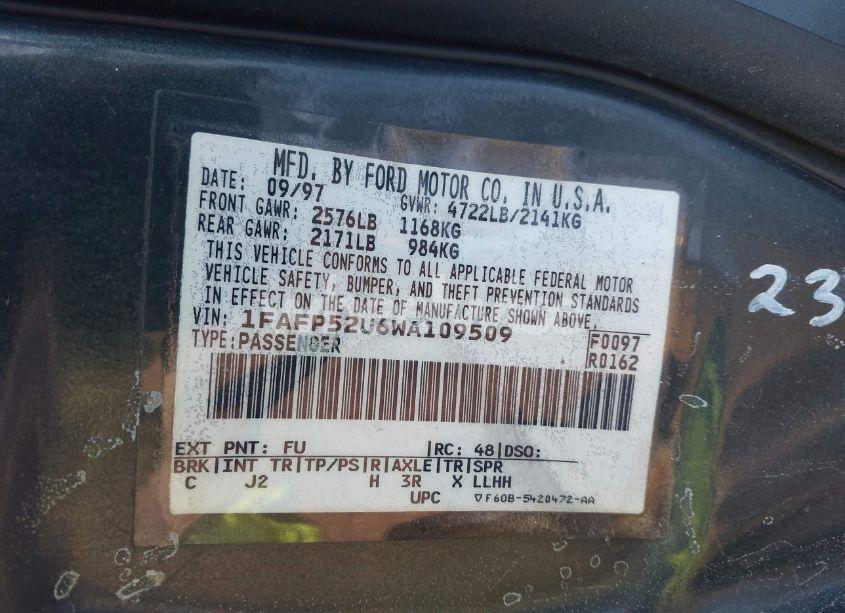 MFD. BY FORD MOTOR CO. IN U.S.A.
DATE: 09/97 GVWR: 4722LB/2141KG
FRONT GAWR: 2576LB 1168KG
REAR GAWR: 2171LB 984KG
THIS VEHICLE CONFORMS TO ALL APPLICABLE FEDERAL MOTOR
VEHICLE SAFETY, BUMPER, AND THEFT PREVENTION STANDARDS
IN EFFECT ON THE DATE OF MANUFACTURE SHOWN ABOVE.
VIN: 1FAFP52U6WA109509 F0097
TYPE:PASSENGER R0162
EXT PNT: FU |RC: 48|DSO:
BRK|INT TR|TP/PS|R|AXLE|TR|SPR
C J2 H 3R X LLHH
UPC ▽F60B-5420472-AA
23